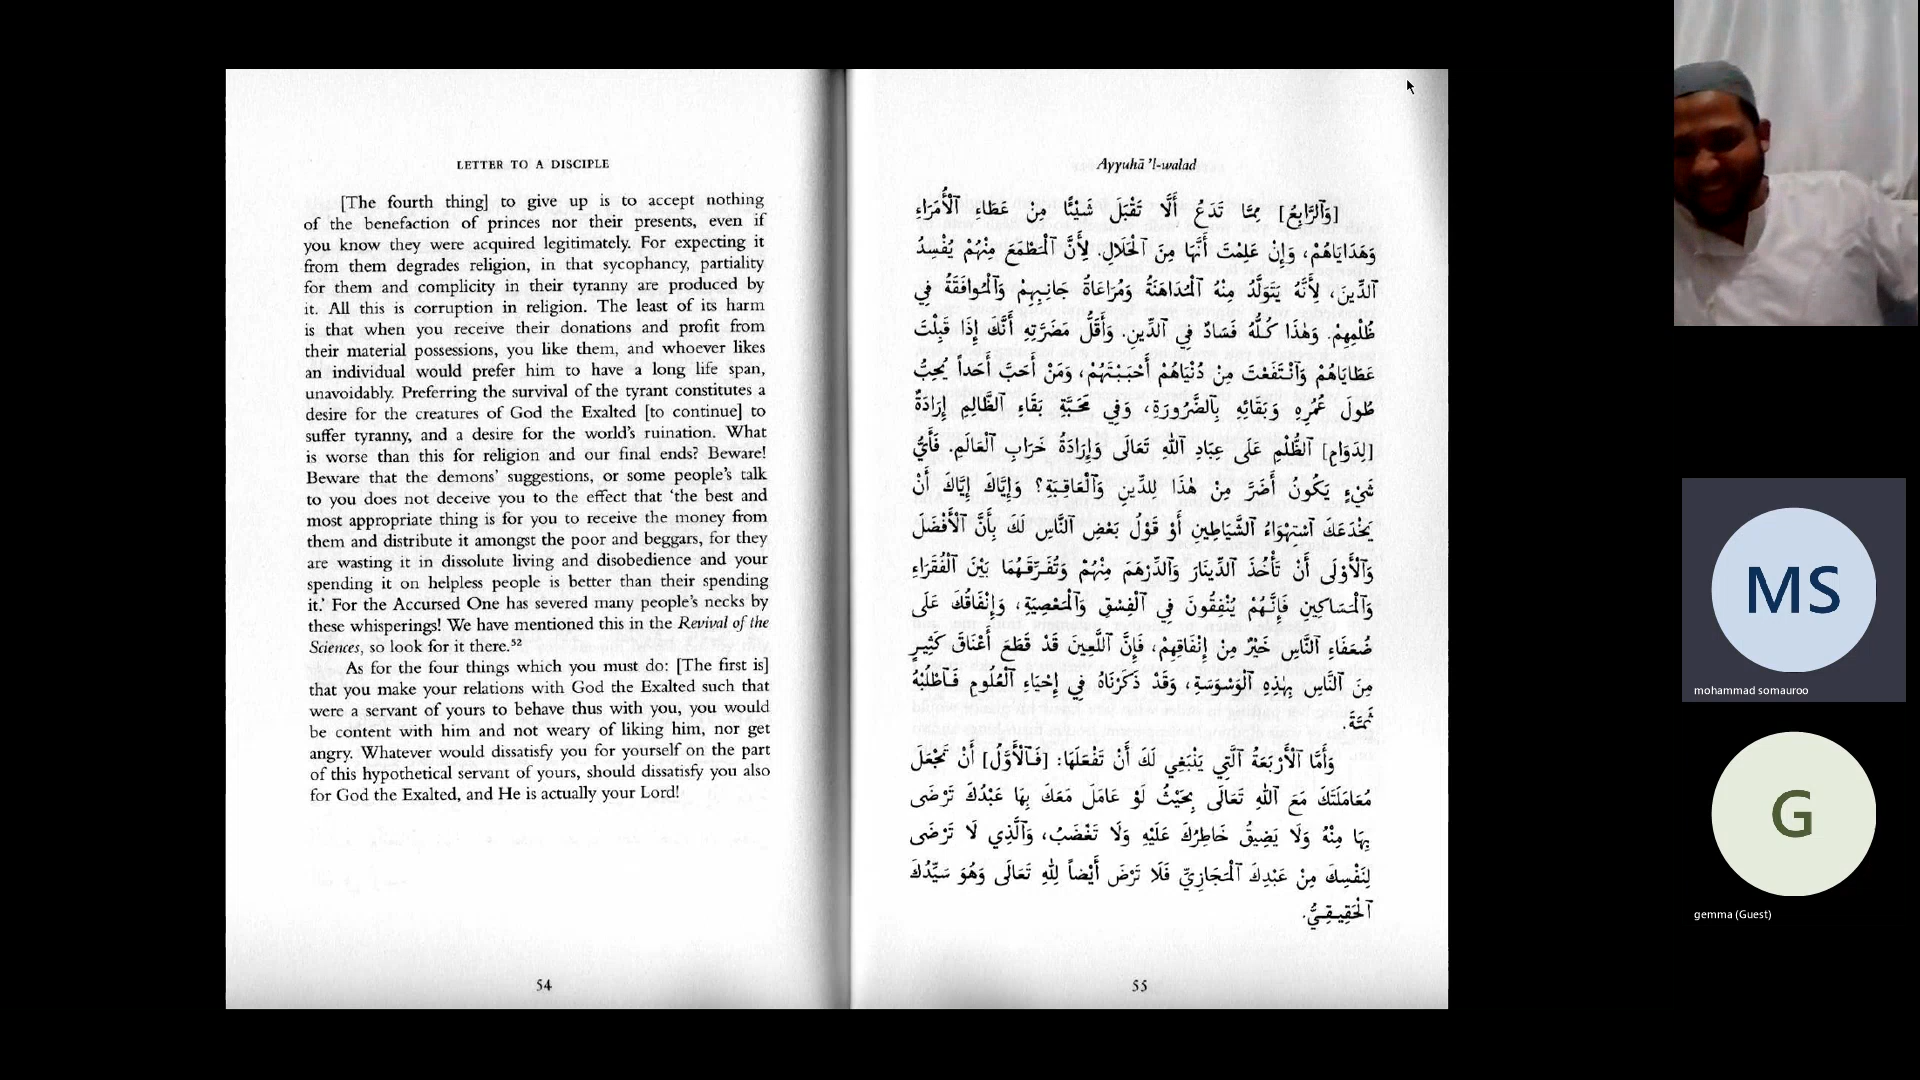 LETTER TO A DISCIPLE
[The fourth thing] to give up is to accept nothing
of the benefaction of princes nor their presents, even if
you know they were acquired legitimately. For expecting it
from them degrades religion, in that sycophancy, partiality
for them and complicity in their tyranny are produced by
it. All this is corruption in religion. The least of its harm
is that when you receive their donations and profit from
their material possessions, you like them, and whoever likes
an individual would prefer him to have a long life span,
unavoidably. Preferring the survival of the tyrant constitutes a
desire for the creatures of God the Exalted [to continue] to
suffer tyranny, and a desire for the world's ruination. What
is worse than this for religion and our final ends? Beware!
Beware that the demons' suggestions, or some people's talk
to you does not deceive you to the effect that 'the best and
most appropriate thing is for you to receive the money from
them and distribute it amongst the poor and beggars, for they
are wasting it in dissolute living and disobedience and your
spending it on helpless people is better than their spending
it.' For the Accursed One has severed many people's necks by
these whisperings! We have mentioned this in the Revival of the
Sciences, so look for it there.52
As for the four things which you must do: [The first is]
that you make your relations with God the Exalted such that
were a servant of yours to behave thus with you, you would
be content with him and not weary of liking him, nor get
angry. Whatever would dissatisfy you for yourself on the part
of this hypothetical servant of yours, should dissatisfy you also
for God the Exalted, and He is actually your Lord!
54
Ayyuhā 'l-walad
[وَٱلرَّابِعُ] مِمَّا تَدَعُ أَلَّا تَقْبَلَ شَيْئًا مِنْ عَطَاءِ ٱلْأُمَرَاءِ
وَهَدَايَاهُمْ، وَإِنْ عَلِمْتَ أَنَّهَا مِنَ ٱلْحَلَالِ. لِأَنَّ ٱلْمَطْمَعَ مِنْهُمْ يُفْسِدُ
ٱلدِّينَ، لِأَنَّهُ يَتَوَلَّدُ مِنْهُ ٱلْمُدَاهَنَةُ وَمُرَاعَاةُ جَانِبِهِمْ وَٱلْمُوَافَقَةُ فِي
ظُلْمِهِمْ. وَهٰذَا كُلُّهُ فَسَادٌ فِي ٱلدِّينِ. وَأَقَلُّ مَضَرَّتِهِ أَنَّكَ إِذَا قَبِلْتَ
عَطَايَاهُمْ وَٱنْتَفَعْتَ مِنْ دُنْيَاهُمْ أَحْبَبْتَهُمْ، وَمَنْ أَحَبَّ أَحَداً يُحِبُّ
طُولَ عُمُرِهِ وَبَقَائِهِ بِٱلضَّرُورَةِ، وَفِي مَحَبَّةِ بَقَاءِ ٱلظَّالِمِ إِرَادَةٌ
[لِدَوَامِ] ٱلظُّلْمِ عَلَى عِبَادِ ٱللهِ تَعَالَى وَإِرَادَةُ خَرَابِ ٱلْعَالَمِ. فَأَيُّ
شَيْءٍ يَكُونُ أَضَرَّ مِنْ هٰذَا لِلدِّينِ وَٱلْعَاقِبَةِ؟ وَإِيَّاكَ إِيَّاكَ أَنْ
يَخْدَعَكَ ٱسْتِهْوَاءُ ٱلشَّيَاطِينِ أَوْ قَوْلُ بَعْضِ ٱلنَّاسِ لَكَ بِأَنَّ ٱلْأَفْضَلَ
وَٱلْأَوْلَى أَنْ تَأْخُذَ ٱلدِّينَارَ وَٱلدِّرْهَمَ مِنْهُمْ وَتُفَرِّقَهُمَا بَيْنَ ٱلْفُقَرَاءِ
وَٱلْمَسَاكِينِ فَإِنَّهُمْ يُنْفِقُونَ فِي ٱلْفِسْقِ وَٱلْمَعْصِيَةِ، وَإِنْفَاقُكَ عَلَى
ضُعَفَاءِ ٱلنَّاسِ خَيْرٌ مِنْ إِنْفَاقِهِمْ، فَإِنَّ ٱللَّعِينَ قَدْ قَطَعَ أَعْنَاقَ كَثِيرٍ
مِنَ ٱلنَّاسِ بِهٰذِهِ ٱلْوَسْوَسَةِ، وَقَدْ ذَكَرْنَاهُ فِي إِحْيَاءِ ٱلْعُلُومِ فَٱطْلُبْهُ
ثَمَّةَ.
وَأَمَّا ٱلْأَرْبَعَةُ ٱلَّتِي يَنْبَغِي لَكَ أَنْ تَفْعَلَهَا: [فَٱلْأَوَّلُ] أَنْ تَجْعَلَ
مُعَامَلَتَكَ مَعَ ٱللهِ تَعَالَى بِحَيْثُ لَوْ عَامَلَ مَعَكَ بِهَا عَبْدُكَ تَرْضَى
بِهَا مِنْهُ وَلَا يَضِيقُ خَاطِرُكَ عَلَيْهِ وَلَا تَغْضَبُ، وَٱلَّذِي لَا تَرْضَى
لِنَفْسِكَ مِنْ عَبْدِكَ ٱلْمَجَازِيِّ فَلَا تَرْضَ أَيْضاً لِلّٰهِ تَعَالَى وَهُوَ سَيِّدُكَ
ٱلْحَقِيقِيُّ.
55
MS
mohammad somauroo
G
gemma (Guest)